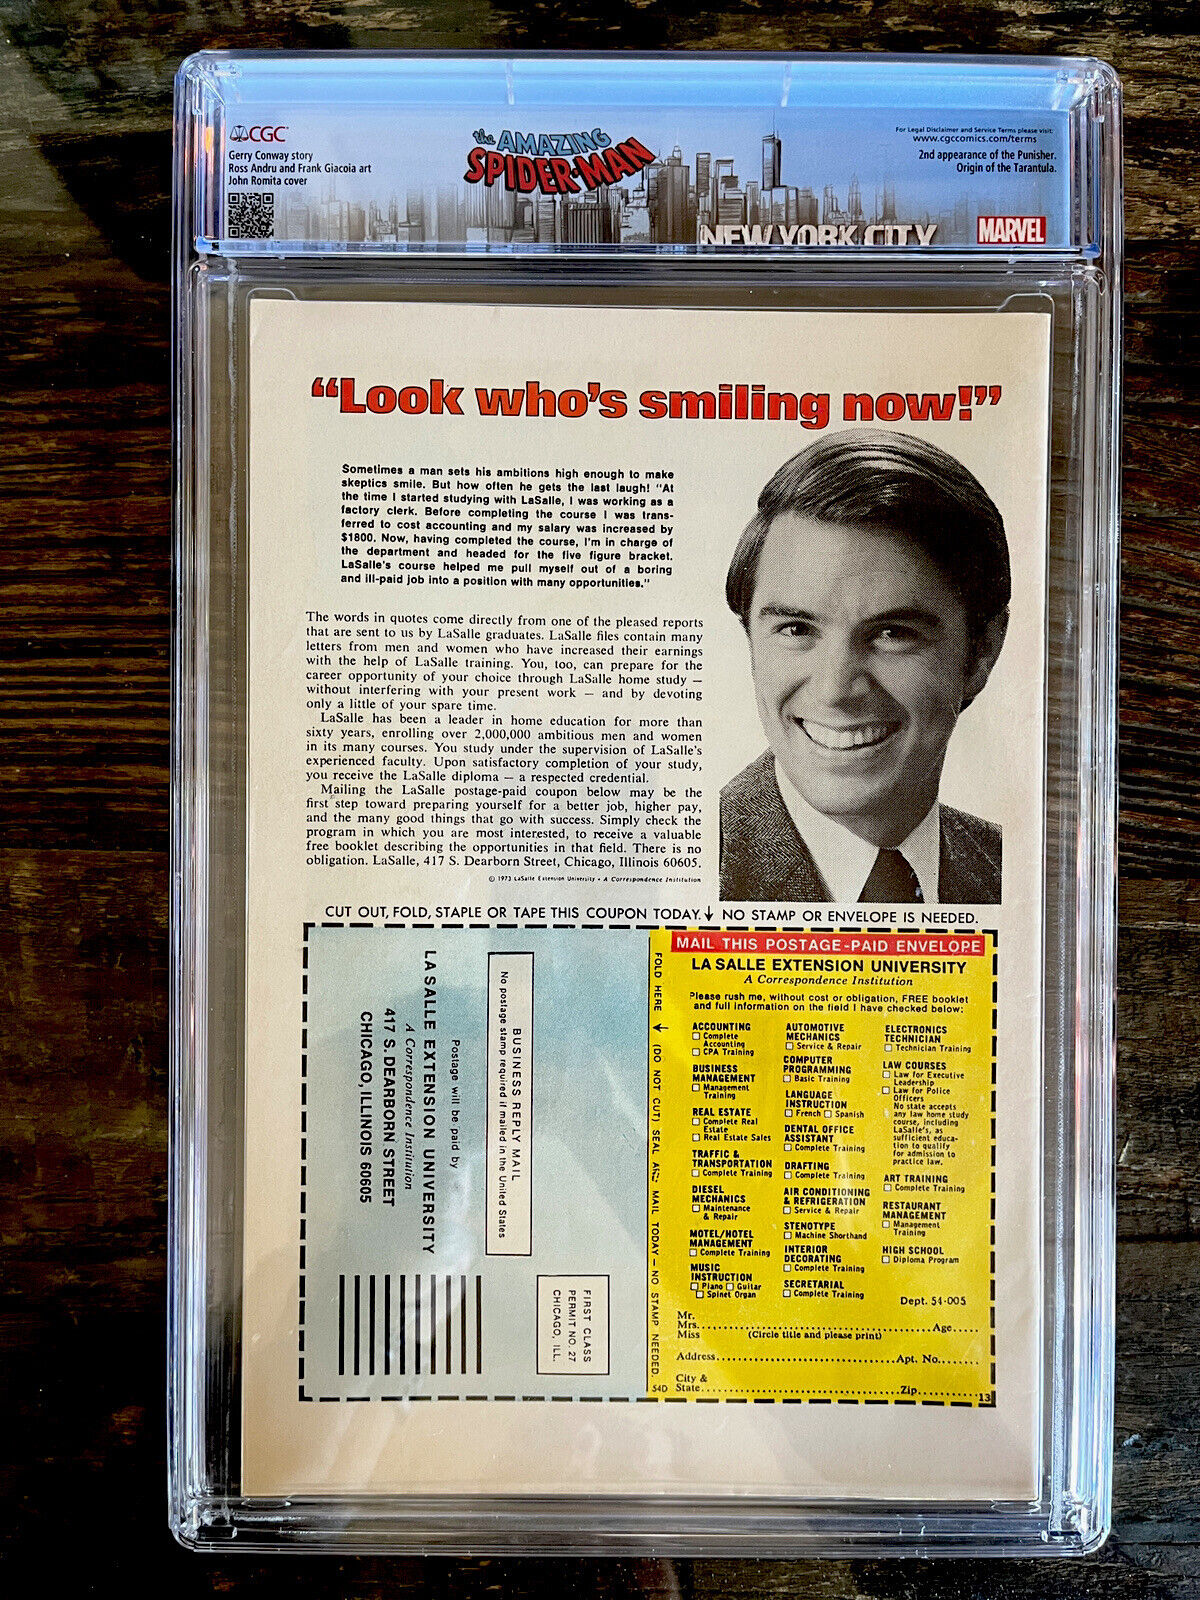 CGC
Gerry Conway story
Ross Andru and Frank Giacoia art
John Romita cover
the AMAZING
SPIDER-MAN
For Legal Disclaimer and Service Terms please visit:
www.cgccomics.com/terms
2nd appearance of the Punisher.
Origin of the Tarantula.
NEW YORK CITY
MARVEL
“Look who’s smiling now!”
Sometimes a man sets his ambitions high enough to make
skeptics smile. But how often he gets the last laugh! “At
the time I started studying with LaSalle, I was working as a
factory clerk. Before completing the course I was trans-
ferred to cost accounting and my salary was increased by
$1800. Now, having completed the course, I’m in charge of
the department and headed for the five figure bracket.
LaSalle’s course helped me pull myself out of a boring
and ill-paid job into a position with many opportunities.”
The words in quotes come directly from one of the pleased reports
that are sent to us by LaSalle graduates. LaSalle files contain many
letters from men and women who have increased their earnings
with the help of LaSalle training. You, too, can prepare for the
career opportunity of your choice through LaSalle home study —
without interfering with your present work — and by devoting
only a little of your spare time.
LaSalle has been a leader in home education for more than
sixty years, enrolling over 2,000,000 ambitious men and women
in its many courses. You study under the supervision of LaSalle’s
experienced faculty. Upon satisfactory completion of your study,
you receive the LaSalle diploma — a respected credential.
Mailing the LaSalle postage-paid coupon below may be the
first step toward preparing yourself for a better job, higher pay,
and the many good things that go with success. Simply check the
program in which you are most interested, to receive a valuable
free booklet describing the opportunities in that field. There is no
obligation. LaSalle, 417 S. Dearborn Street, Chicago, Illinois 60605.
© 1973 LaSalle Extension University • A Correspondence Institution
CUT OUT, FOLD, STAPLE OR TAPE THIS COUPON TODAY.↓ NO STAMP OR ENVELOPE IS NEEDED.
FIRST CLASS
PERMIT NO. 27
CHICAGO, ILL.
BUSINESS REPLY MAIL
No postage stamp required if mailed in the United States
Postage will be paid by
LA SALLE EXTENSION UNIVERSITY
A Correspondence Institution
417 S. DEARBORN STREET
CHICAGO, ILLINOIS 60605
FOLD HERE → (DO NOT CUT) SEAL AND MAIL TODAY — NO STAMP NEEDED.
54D
MAIL THIS POSTAGE-PAID ENVELOPE
LA SALLE EXTENSION UNIVERSITY
A Correspondence Institution
Please rush me, without cost or obligation, FREE booklet
and full information on the field I have checked below:
ACCOUNTING
☐ Complete
Accounting
☐ CPA Training
BUSINESS
MANAGEMENT
☐ Management
Training
REAL ESTATE
☐ Complete Real
Estate
☐ Real Estate Sales
TRAFFIC &
TRANSPORTATION
☐ Complete Training
DIESEL
MECHANICS
☐ Maintenance
& Repair
MOTEL/HOTEL
MANAGEMENT
☐ Complete Training
MUSIC
INSTRUCTION
☐ Piano ☐ Guitar
☐ Spinet Organ
AUTOMOTIVE
MECHANICS
☐ Service & Repair
COMPUTER
PROGRAMMING
☐ Basic Training
LANGUAGE
INSTRUCTION
☐ French ☐ Spanish
DENTAL OFFICE
ASSISTANT
☐ Complete Training
DRAFTING
☐ Complete Training
AIR CONDITIONING
& REFRIGERATION
☐ Service & Repair
STENOTYPE
☐ Machine Shorthand
INTERIOR
DECORATING
☐ Complete Training
SECRETARIAL
☐ Complete Training
ELECTRONICS
TECHNICIAN
☐ Technician Training
LAW COURSES
☐ Law for Executive
Leadership
☐ Law for Police
Officers
No state accepts
any law home study
course, including
LaSalle’s, as
sufficient educa-
tion to qualify
for admission to
practice law.
ART TRAINING
☐ Complete Training
RESTAURANT
MANAGEMENT
☐ Management
Training
HIGH SCHOOL
☐ Diploma Program
Dept. 54-005
Mr.
Mrs. Age
Miss (Circle title and please print)
Address Apt. No.
City &
State Zip
13